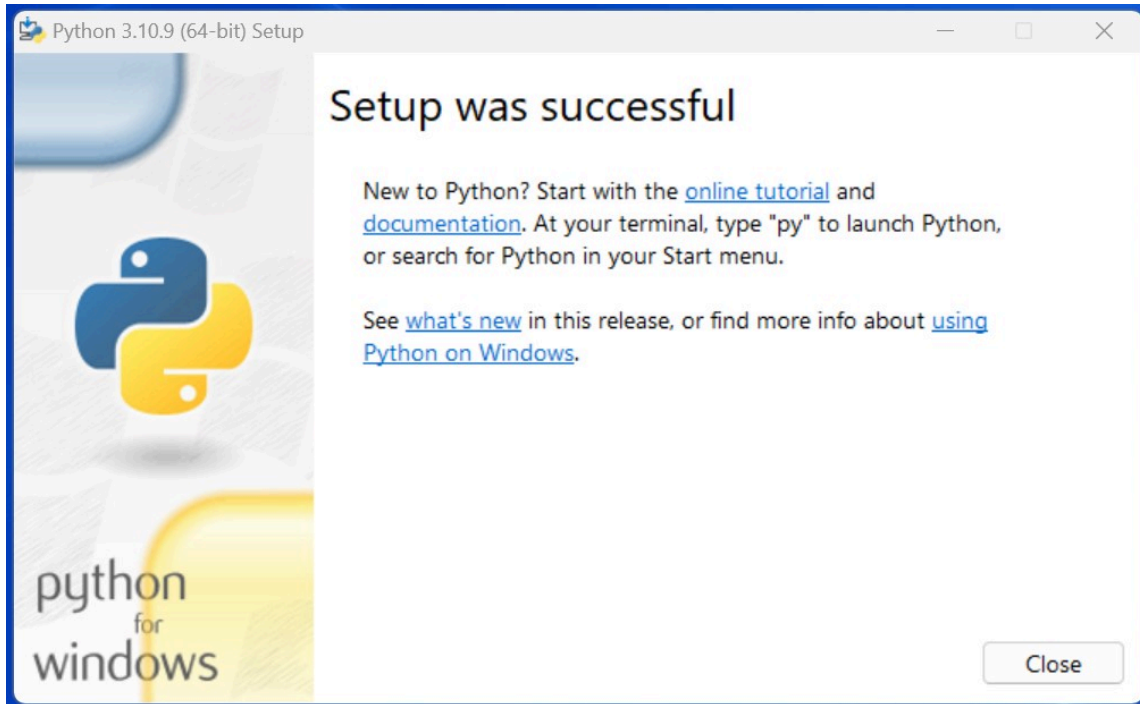 Python 3.10.9 (64-bit) Setup
Setup was successful
New to Python? Start with the online tutorial and
documentation. At your terminal, type "py" to launch Python,
or search for Python in your Start menu.
See what's new in this release, or find more info about using
Python on Windows.
python
for
windows
Close